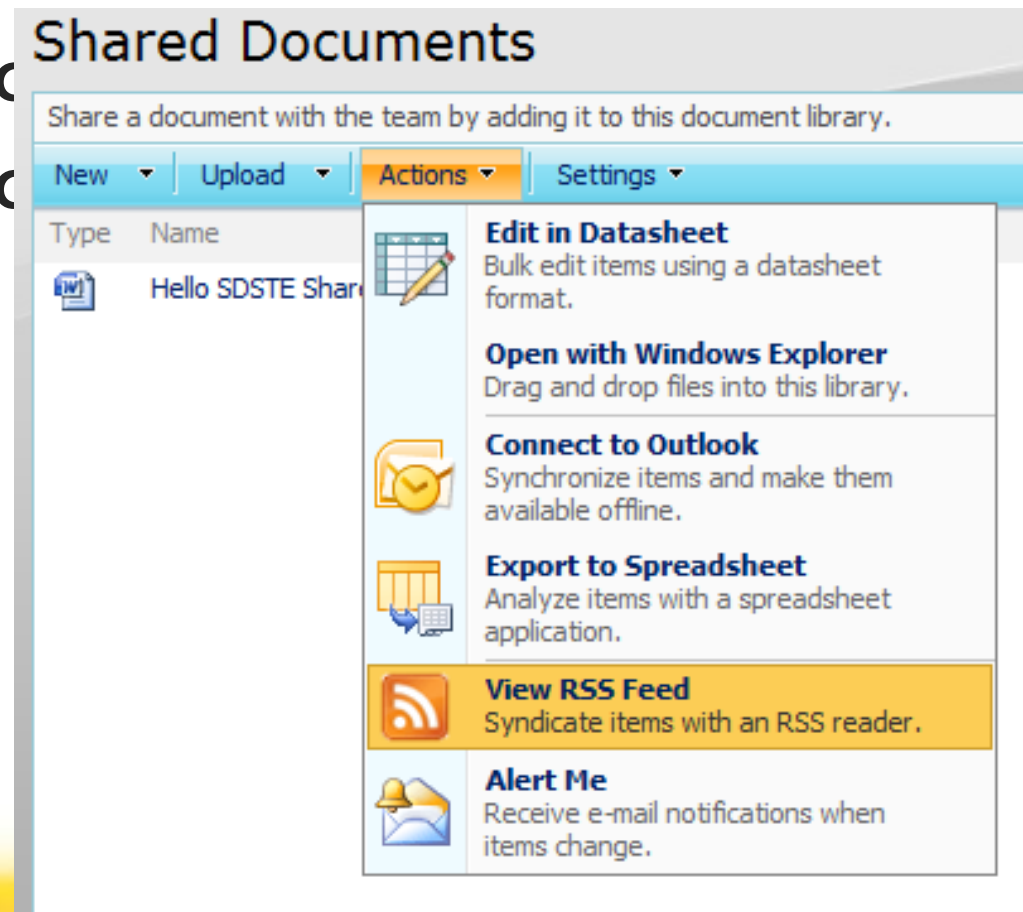 Shared Documents
Share a document with the team by adding it to this document library.
New Upload Actions Settings
Type Name
Hello SDSTE
Edit in Datasheet
Bulk edit items using a datasheet
format.
Open with Windows Explorer
Drag and drop files into this library.
Connect to Outlook
Synchronize items and make them
available offline.
Export to Spreadsheet
Analyze items with a spreadsheet
application.
View RSS Feed
Syndicate items with an RSS reader.
Alert Me
Receive e-mail notifications when
items change.